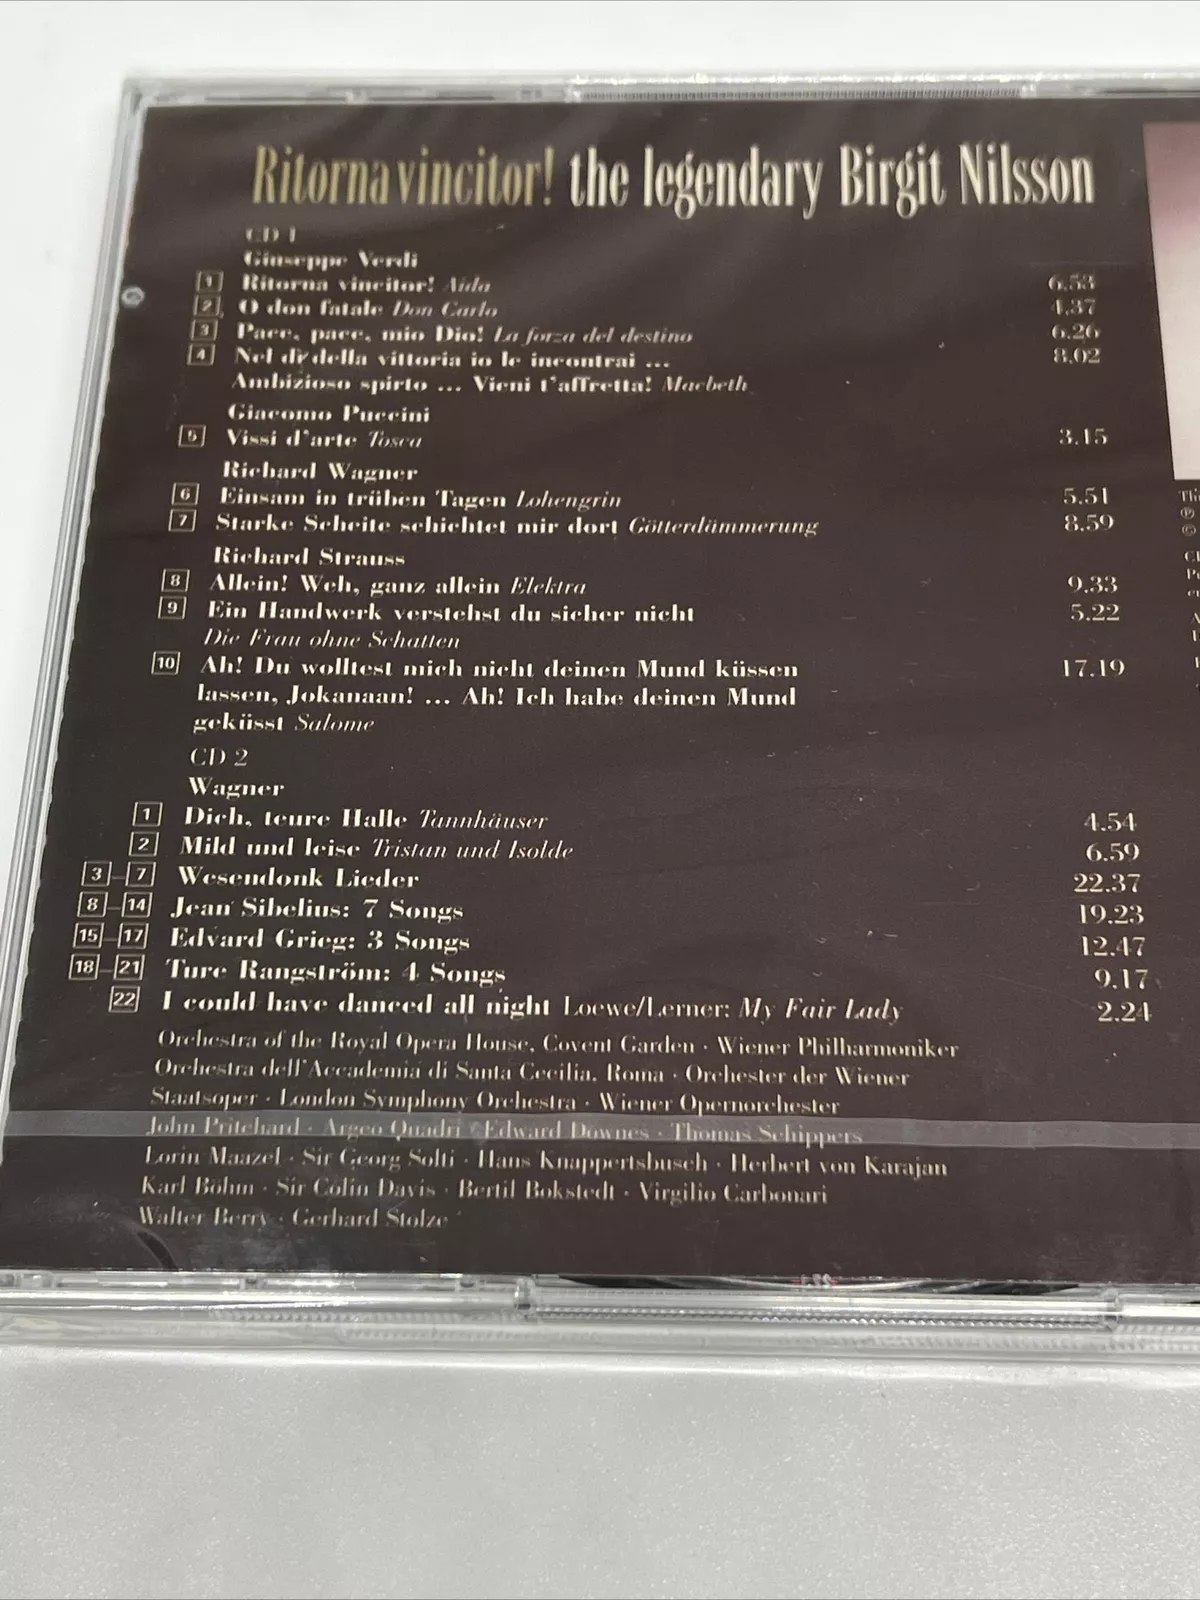 Ritorna vincitor! the legendary Birgit Nilsson
CD 1
Giuseppe Verdi
1 Ritorna vincitor! Aida 6.53
2 O don fatale Don Carlo 4.37
3 Pace, pace, mio Dio! La forza del destino 6.26
4 Nel dì della vittoria io le incontrai ... 8.02
Ambizioso spirto ... Vieni t'affretta! Macbeth
Giacomo Puccini
5 Vissi d'arte Tosca 3.15
Richard Wagner
6 Einsam in trüben Tagen Lohengrin 5.51
7 Starke Scheite schichtet mir dort Götterdämmerung 8.59
Richard Strauss
8 Allein! Weh, ganz allein Elektra 9.33
9 Ein Handwerk verstehst du sicher nicht 5.22
Die Frau ohne Schatten
10 Ah! Du wolltest mich nicht deinen Mund küssen 17.19
lassen, Jokanaan! ... Ah! Ich habe deinen Mund
geküsst Salome
CD 2
Wagner
1 Dich, teure Halle Tannhäuser 4.54
2 Mild und leise Tristan und Isolde 6.59
3–7 Wesendonk Lieder 22.37
8–14 Jean Sibelius: 7 Songs 19.23
15–17 Edvard Grieg: 3 Songs 12.47
18–21 Ture Rangström: 4 Songs 9.17
22 I could have danced all night Loewe/Lerner: My Fair Lady 2.24
Orchestra of the Royal Opera House, Covent Garden · Wiener Philharmoniker
Orchestra dell'Accademia di Santa Cecilia, Roma · Orchester der Wiener
Staatsoper · London Symphony Orchestra · Wiener Opernorchester
John Pritchard · Argeo Quadri · Edward Downes · Thomas Schippers
Lorin Maazel · Sir Georg Solti · Hans Knappertsbusch · Herbert von Karajan
Karl Böhm · Sir Colin Davis · Bertil Bokstedt · Virgilio Carbonari
Walter Berry · Gerhard Stolze
℗
©